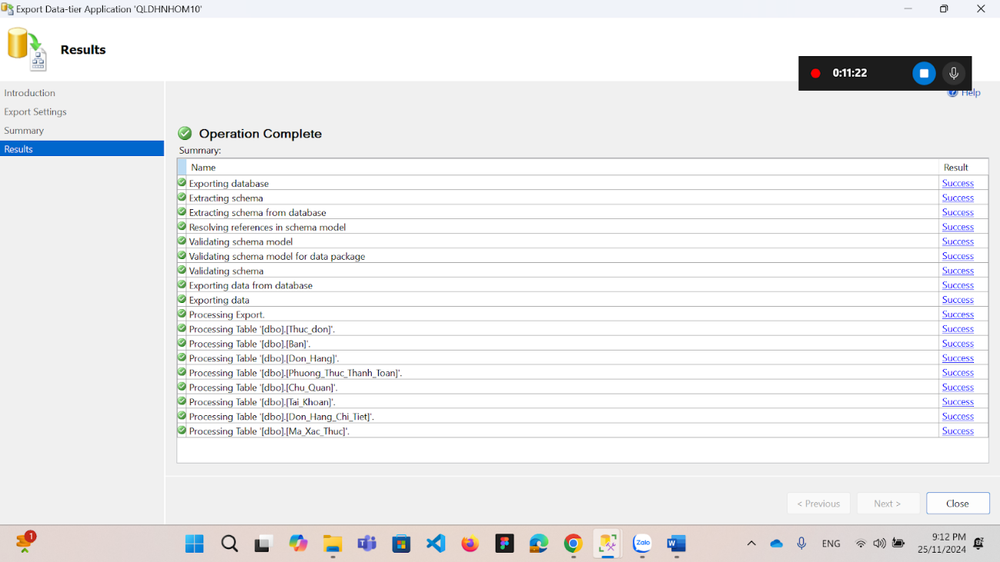 Export Data-tier Application 'QLDHNHOM10'
Results
0:11:22
Help
Introduction
Export Settings
Summary
Results
Operation Complete
Summary:
Name Result
Exporting database Success
Extracting schema Success
Extracting schema from database Success
Resolving references in schema model Success
Validating schema model Success
Validating schema model for data package Success
Validating schema Success
Exporting data from database Success
Exporting data Success
Processing Export. Success
Processing Table '[dbo].[Thuc_don]'. Success
Processing Table '[dbo].[Ban]'. Success
Processing Table '[dbo].[Don_Hang]'. Success
Processing Table '[dbo].[Phuong_Thuc_Thanh_Toan]'. Success
Processing Table '[dbo].[Chu_Quan]'. Success
Processing Table '[dbo].[Tai_Khoan]'. Success
Processing Table '[dbo].[Don_Hang_Chi_Tiet]'. Success
Processing Table '[dbo].[Ma_Xac_Thuc]'. Success
< Previous Next > Close
1
Zalo
W
ENG
9:12 PM
25/11/2024